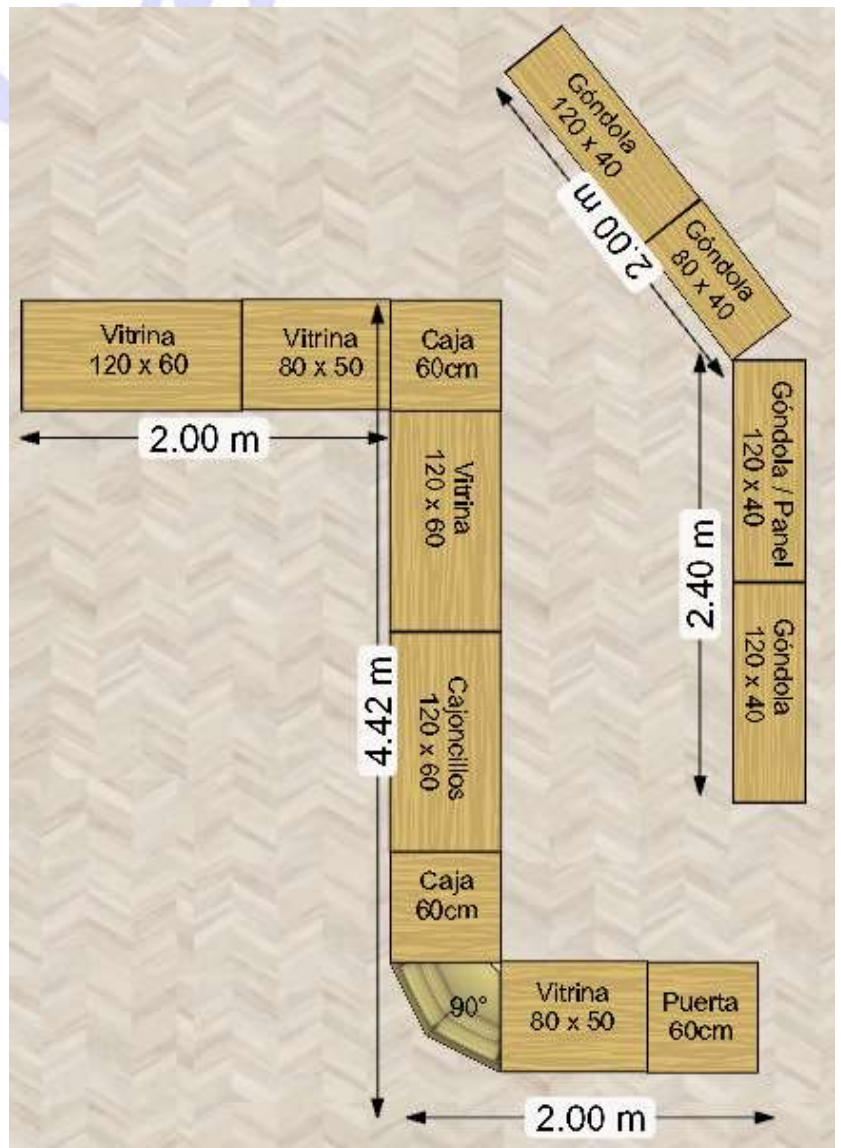 Góndola
120 x 40
Góndola
80 x 40
2.00 m
Vitrina
120 x 60
Vitrina
80 x 50
Caja
60cm
2.00 m
Góndola / Panel
120 x 40
Vitrina
120 x 60
2.40 m
Góndola
120 x 40
Cajoncillos
120 x 60
4.42 m
Caja
60cm
90°
Vitrina
80 x 50
Puerta
60cm
2.00 m